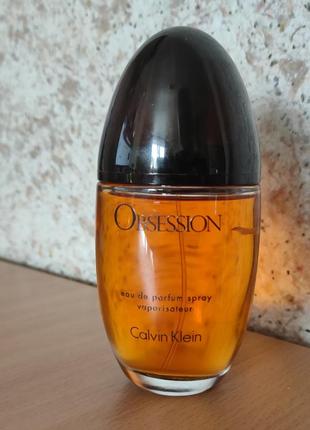 OBSESSION
eau de parfum spray
vaporisateur
Calvin Klein